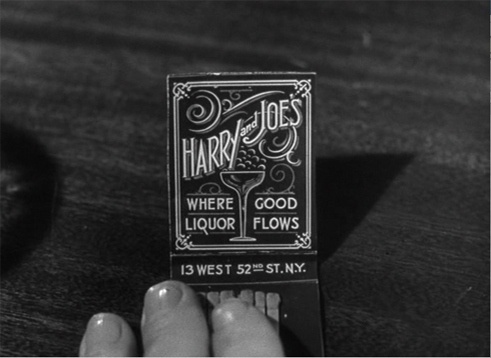 HARRY and JOE'S
WHERE GOOD
LIQUOR FLOWS
13 WEST 52ND ST. N.Y.